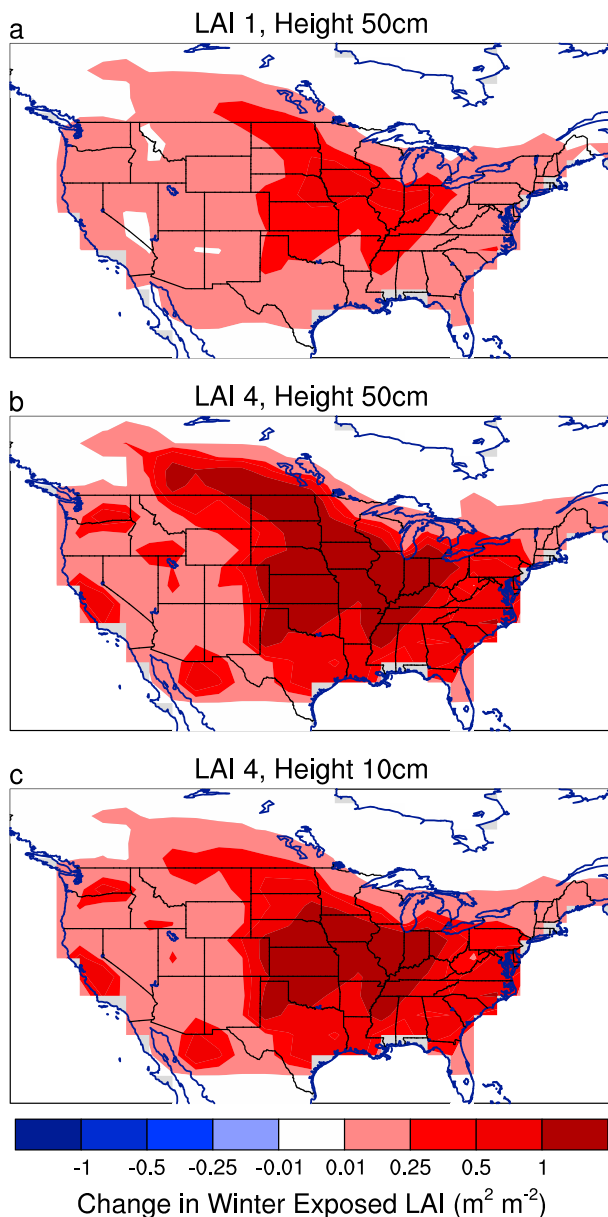 a
LAI 1, Height 50cm
b
LAI 4, Height 50cm
c
LAI 4, Height 10cm
-1 -0.5 -0.25 -0.01 0.01 0.25 0.5 1
Change in Winter Exposed LAI (m² m⁻²)